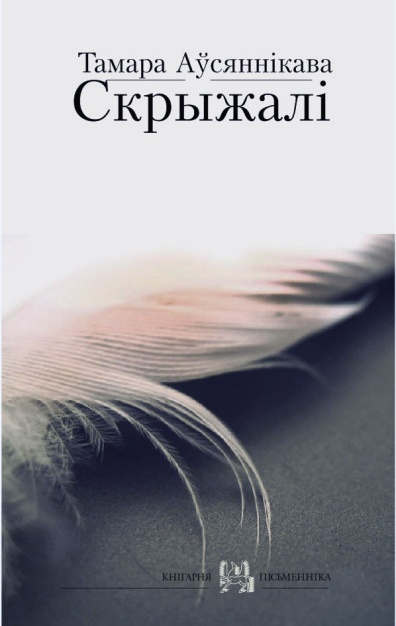 Тамара Аўсяннікава
Скрыжалі
КНІГАРНЯ ПІСЬМЕННІКА